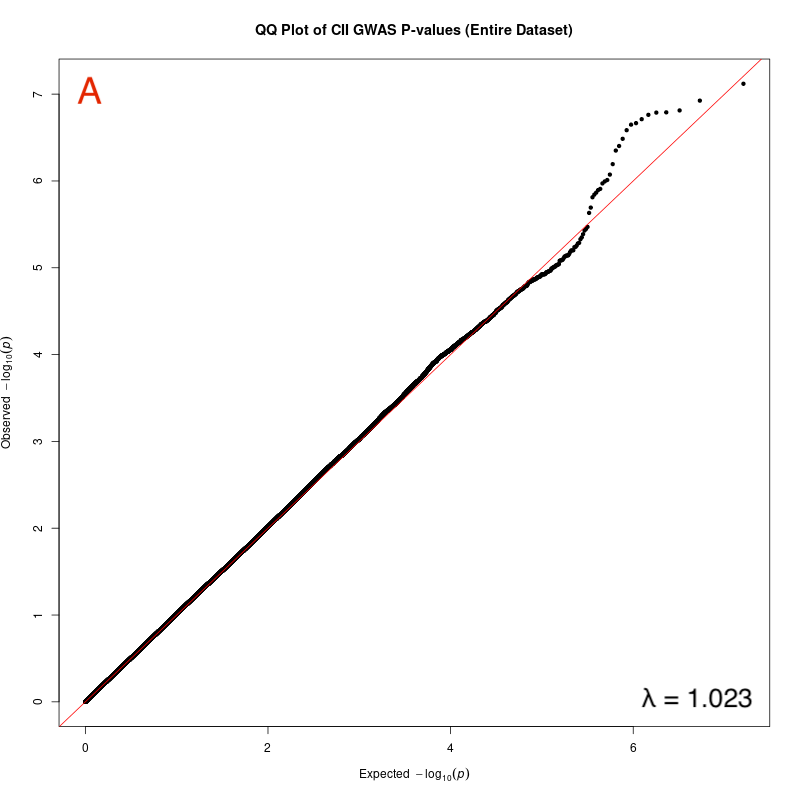 QQ Plot of CII GWAS P-values (Entire Dataset)
A
7
6
5
4
3
2
1
0
Observed −log10(p)
λ = 1.023
0 2 4 6
Expected −log10(p)